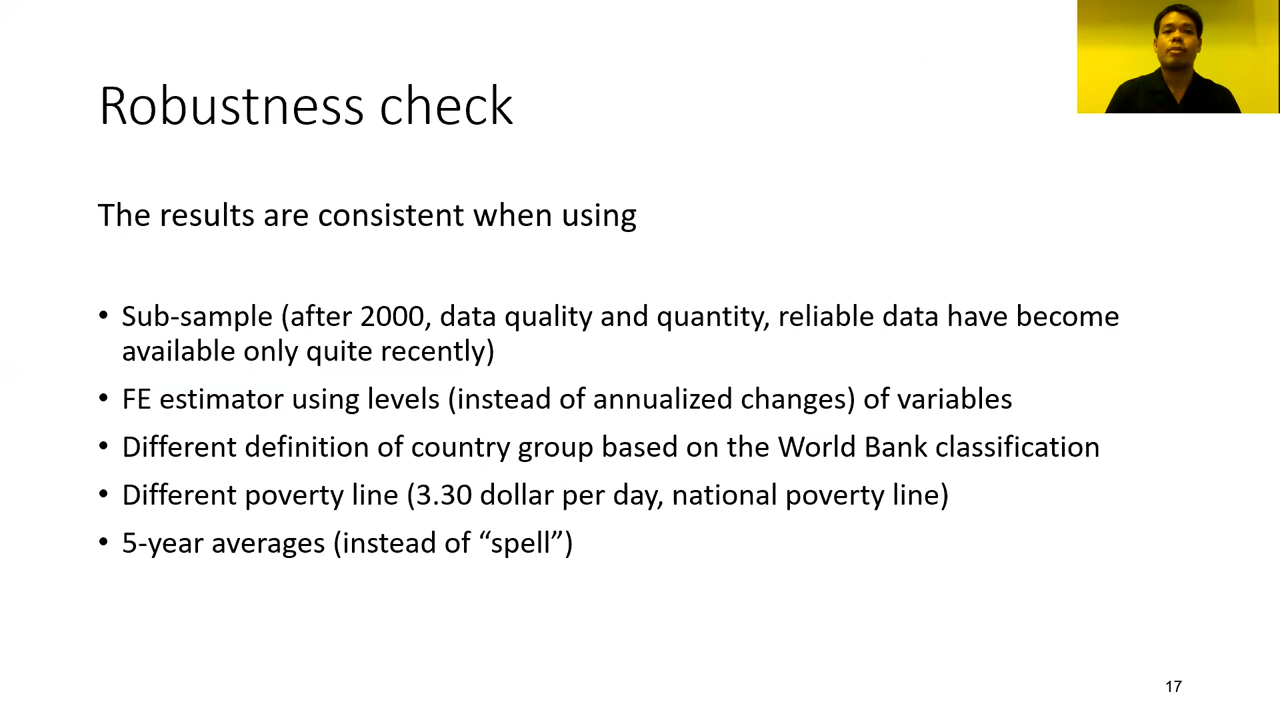 Robustness check
The results are consistent when using
• Sub-sample (after 2000, data quality and quantity, reliable data have become
available only quite recently)
• FE estimator using levels (instead of annualized changes) of variables
• Different definition of country group based on the World Bank classification
• Different poverty line (3.30 dollar per day, national poverty line)
• 5-year averages (instead of “spell”)
17